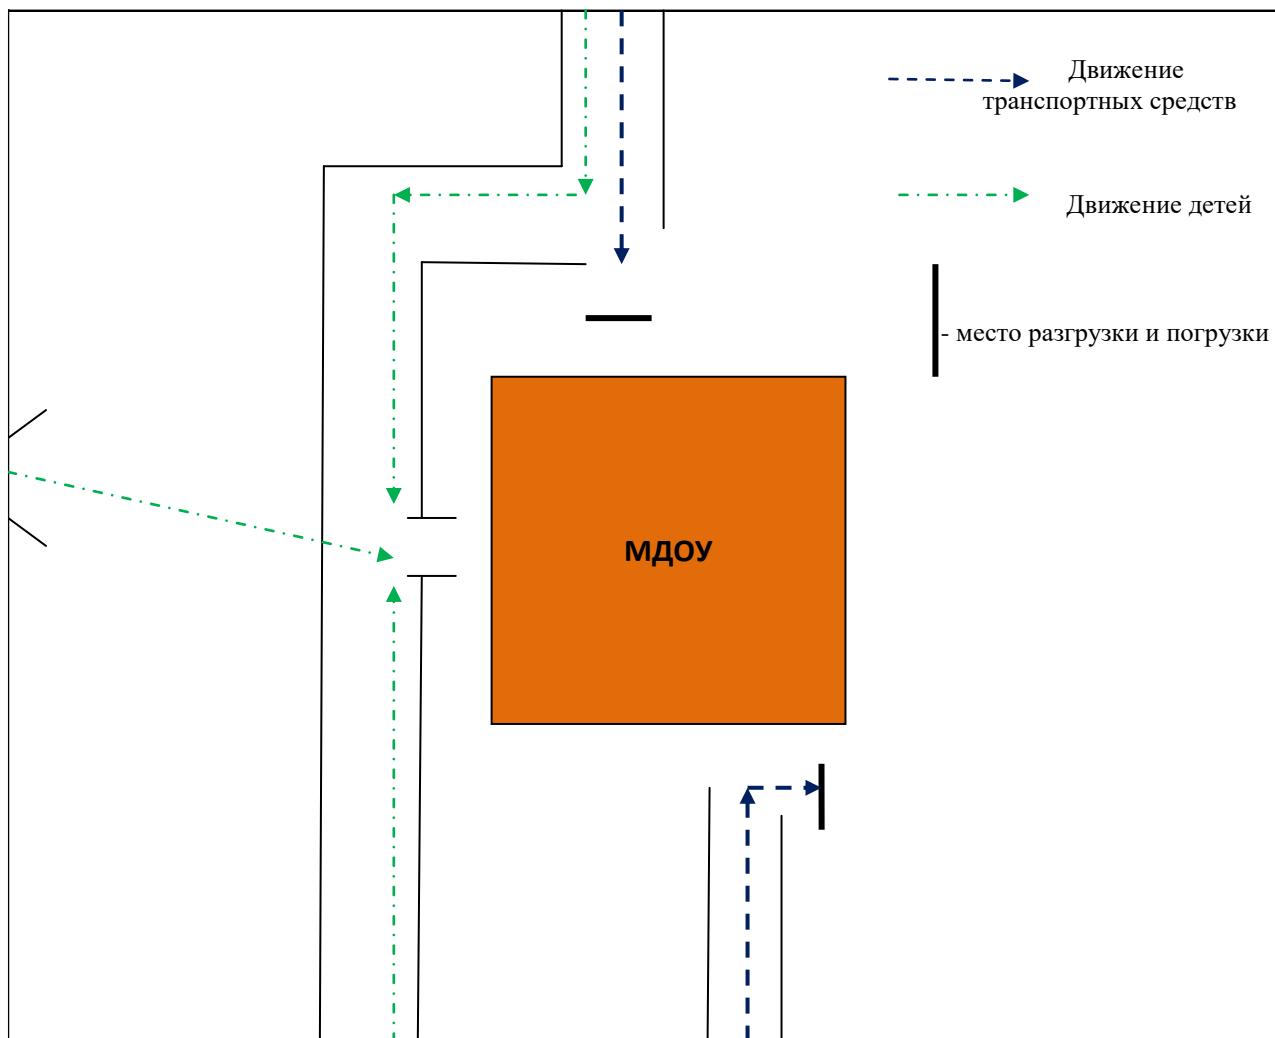 Движение
транспортных средств
Движение детей
- место разгрузки и погрузки
МДОУ